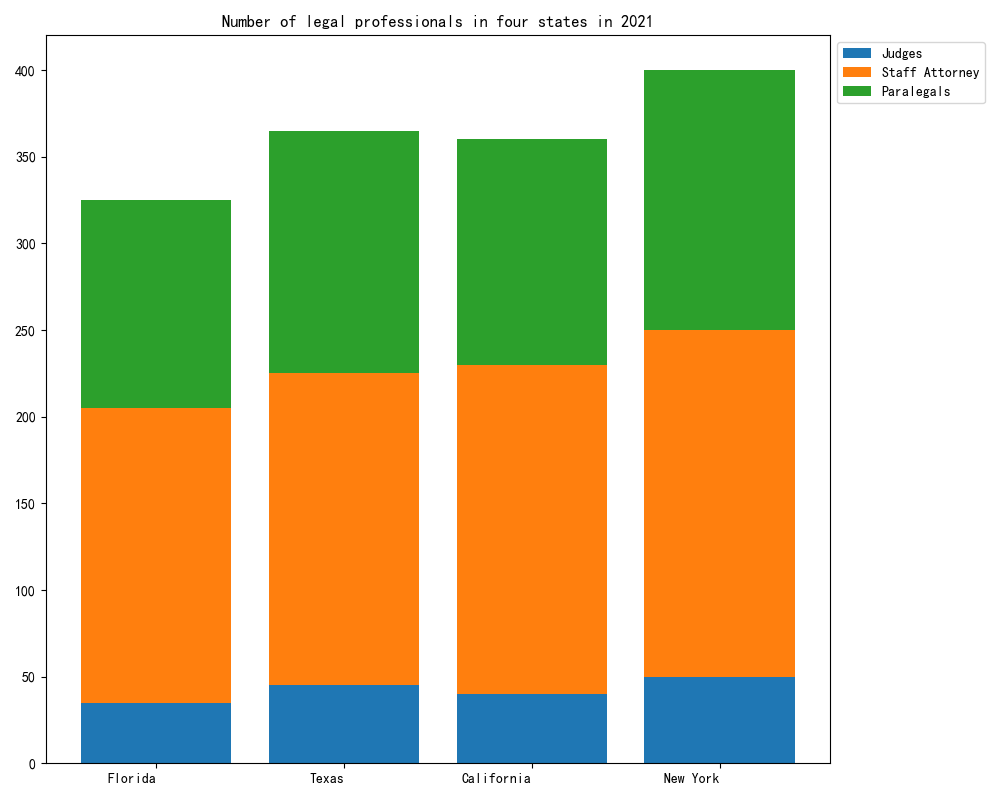 Number of legal professionals in four states in 2021
Judges
Staff Attorney
Paralegals
400
350
300
250
200
150
100
50
0
Florida
Texas
California
New York